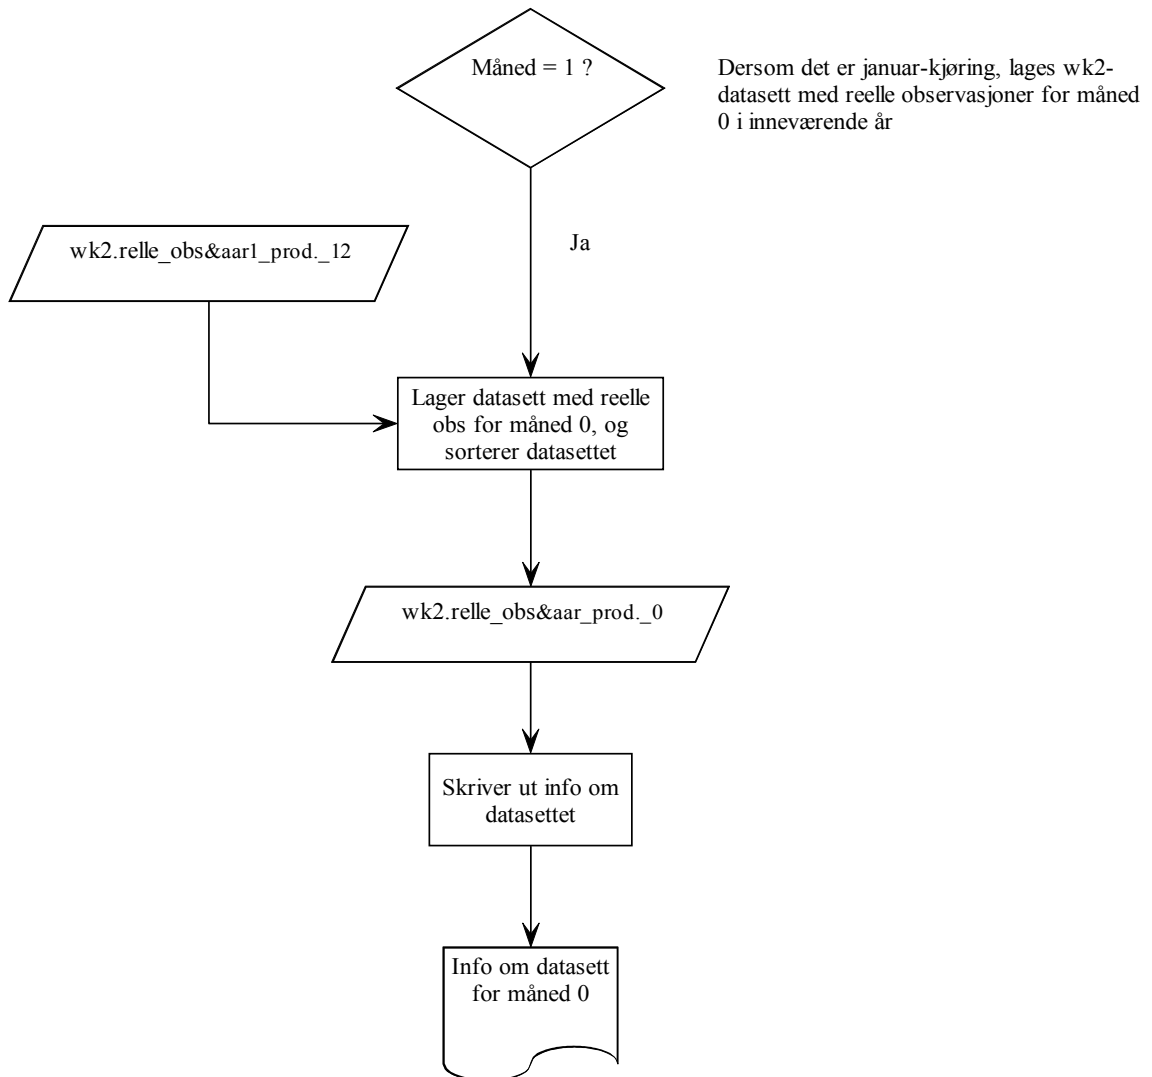 Måned = 1 ?
Dersom det er januar-kjøring, lages wk2-
datasett med reelle observasjoner for måned
0 i inneværende år
Ja
wk2.relle_obs&aar1_prod._12
Lager datasett med reelle
obs for måned 0, og
sorterer datasettet
wk2.relle_obs&aar_prod._0
Skriver ut info om
datasettet
Info om datasett
for måned 0